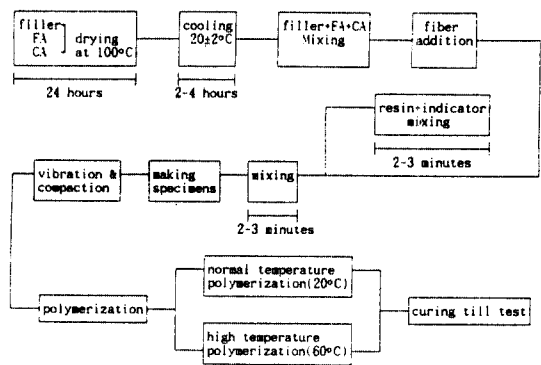 filler
FA
CA
drying
at 100°C
24 hours
cooling
20±2°C
2-4 hours
filler+FA+CA
Mixing
fiber
addition
resin+indicator
mixing
2-3 minutes
vibration &
compaction
making
specimens
mixing
2-3 minutes
polymerization
normal temperature
polymerization(20°C)
high temperature
polymerization(60°C)
curing till test